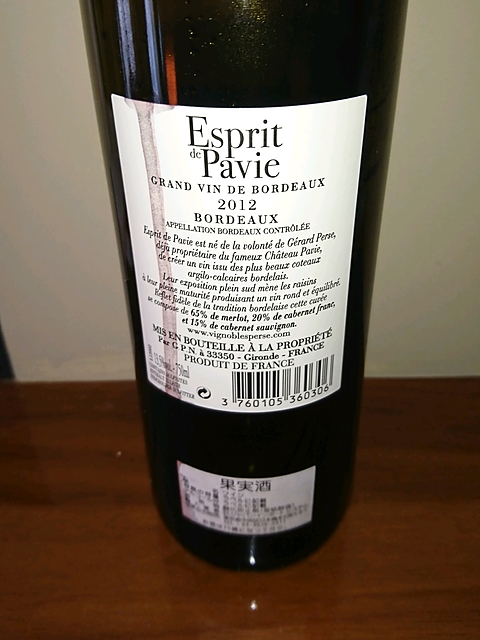 Esprit
de Pavie
GRAND VIN DE BORDEAUX
2012
BORDEAUX
APPELLATION BORDEAUX CONTRÔLÉE
Esprit de Pavie est né de la volonté de Gérard Perse,
déjà propriétaire du fameux Château Pavie,
de créer un vin issu des plus beaux coteaux
argilo-calcaires bordelais.
Leur exposition plein sud mène les raisins
à leur pleine maturité produisant un vin rond et équilibré.
Reflet fidèle de la tradition bordelaise cette cuvée
se compose de 65% de merlot, 20% de cabernet franc,
et 15% de cabernet sauvignon.
www.vignoblesperse.com
MIS EN BOUTEILLE À LA PROPRIÉTÉ
Par G.P.N. à 33350 - Gironde - FRANCE
PRODUIT DE FRANCE
750ml
3 760105 360306
果実酒